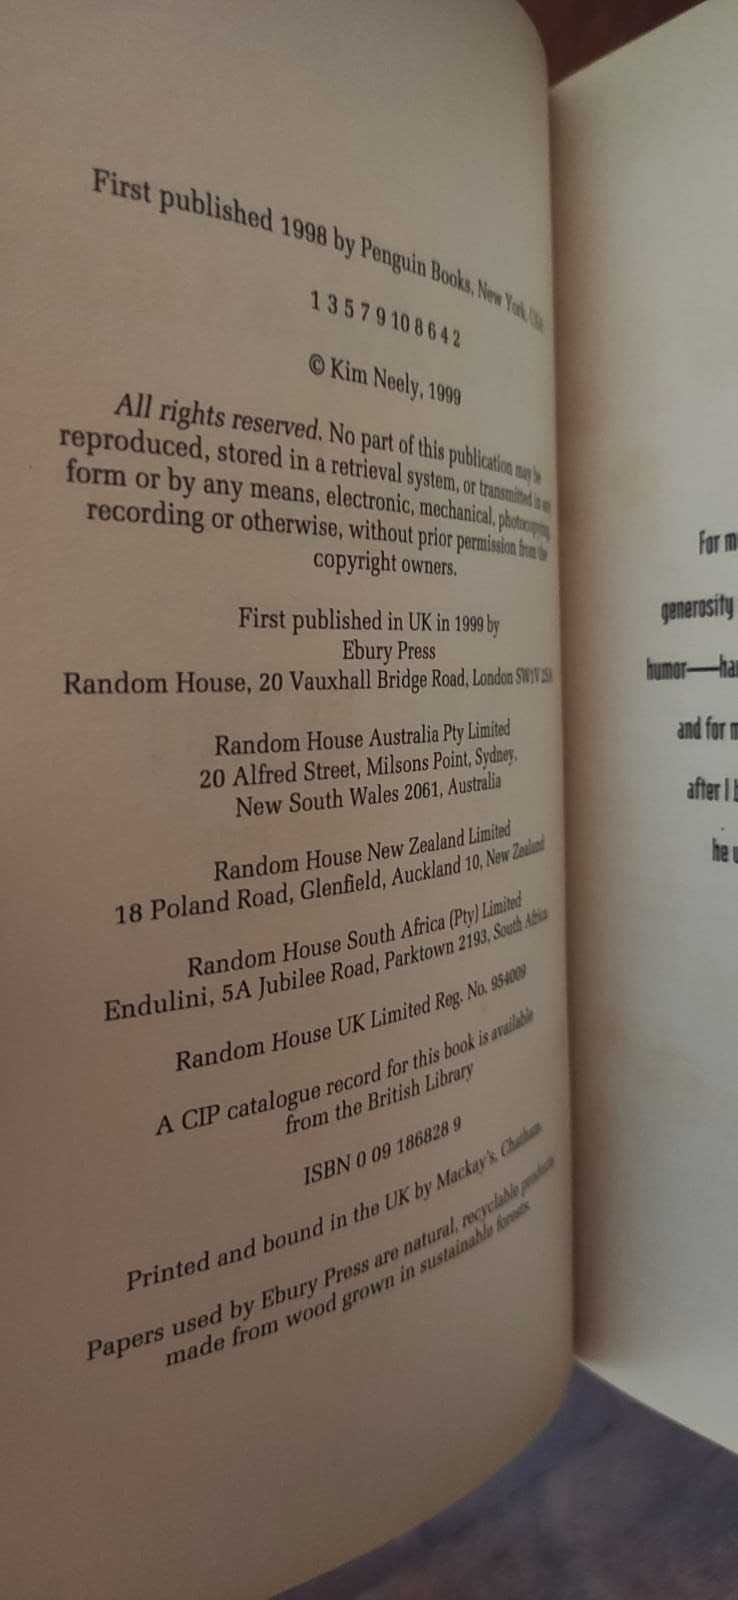 First published 1998 by Penguin Books, New York, USA
1 3 5 7 9 10 8 6 4 2
© Kim Neely, 1999
All rights reserved. No part of this publication may be
reproduced, stored in a retrieval system, or transmitted in any
form or by any means, electronic, mechanical, photocopying,
recording or otherwise, without prior permission from the
copyright owners.
First published in UK in 1999 by
Ebury Press
Random House, 20 Vauxhall Bridge Road, London SW1V 2SA
Random House Australia Pty Limited
20 Alfred Street, Milsons Point, Sydney,
New South Wales 2061, Australia
Random House New Zealand Limited
18 Poland Road, Glenfield, Auckland 10, New Zealand
Random House South Africa (Pty) Limited
Endulini, 5A Jubilee Road, Parktown 2193, South Africa
Random House UK Limited Reg. No. 954009
A CIP catalogue record for this book is available
from the British Library
ISBN 0 09 186828 9
Printed and bound in the UK by Mackay's, Chatham
Papers used by Ebury Press are natural, recyclable products
made from wood grown in sustainable forests.
For
generosity
humor—
and for
after I
he